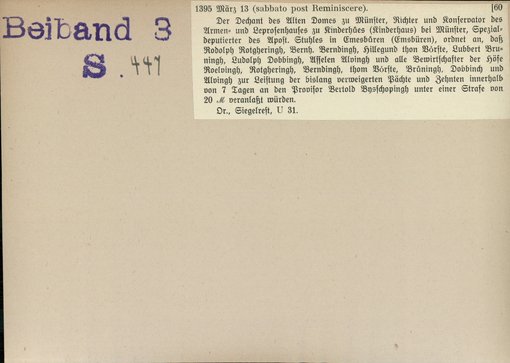 Beiband 3
S. 447
1395 März 13 (sabbato post Reminiscere). [60
Der Dechant des Alten Domes zu Münster, Richter und Konservator des
Armen- und Leprosenhauses zu Kinderhäes (Kinderhaus) bei Münster, Spezial-
deputierter des Apost. Stuhles in Emesbüren (Emsbüren), ordnet an, daß
Rodolph Rotgheringh, Bernh. Berndingh, Hillegund thon Börste, Lubbert Bru-
ningh, Ludolph Dobbingh, Affelen Alvingh und alle Bewirtschafter der Höfe
Roelvingh, Rotgheringh, Berndingh, thom Börste, Brüningh, Dobbinch und
Alvingh zur Leistung der bislang verweigerten Pächte und Zehnten innerhalb
von 7 Tagen an den Provisor Bertold Bysschopingh unter einer Strafe von
20 M veranlaßt würden.
Or., Siegelrest, U 31.